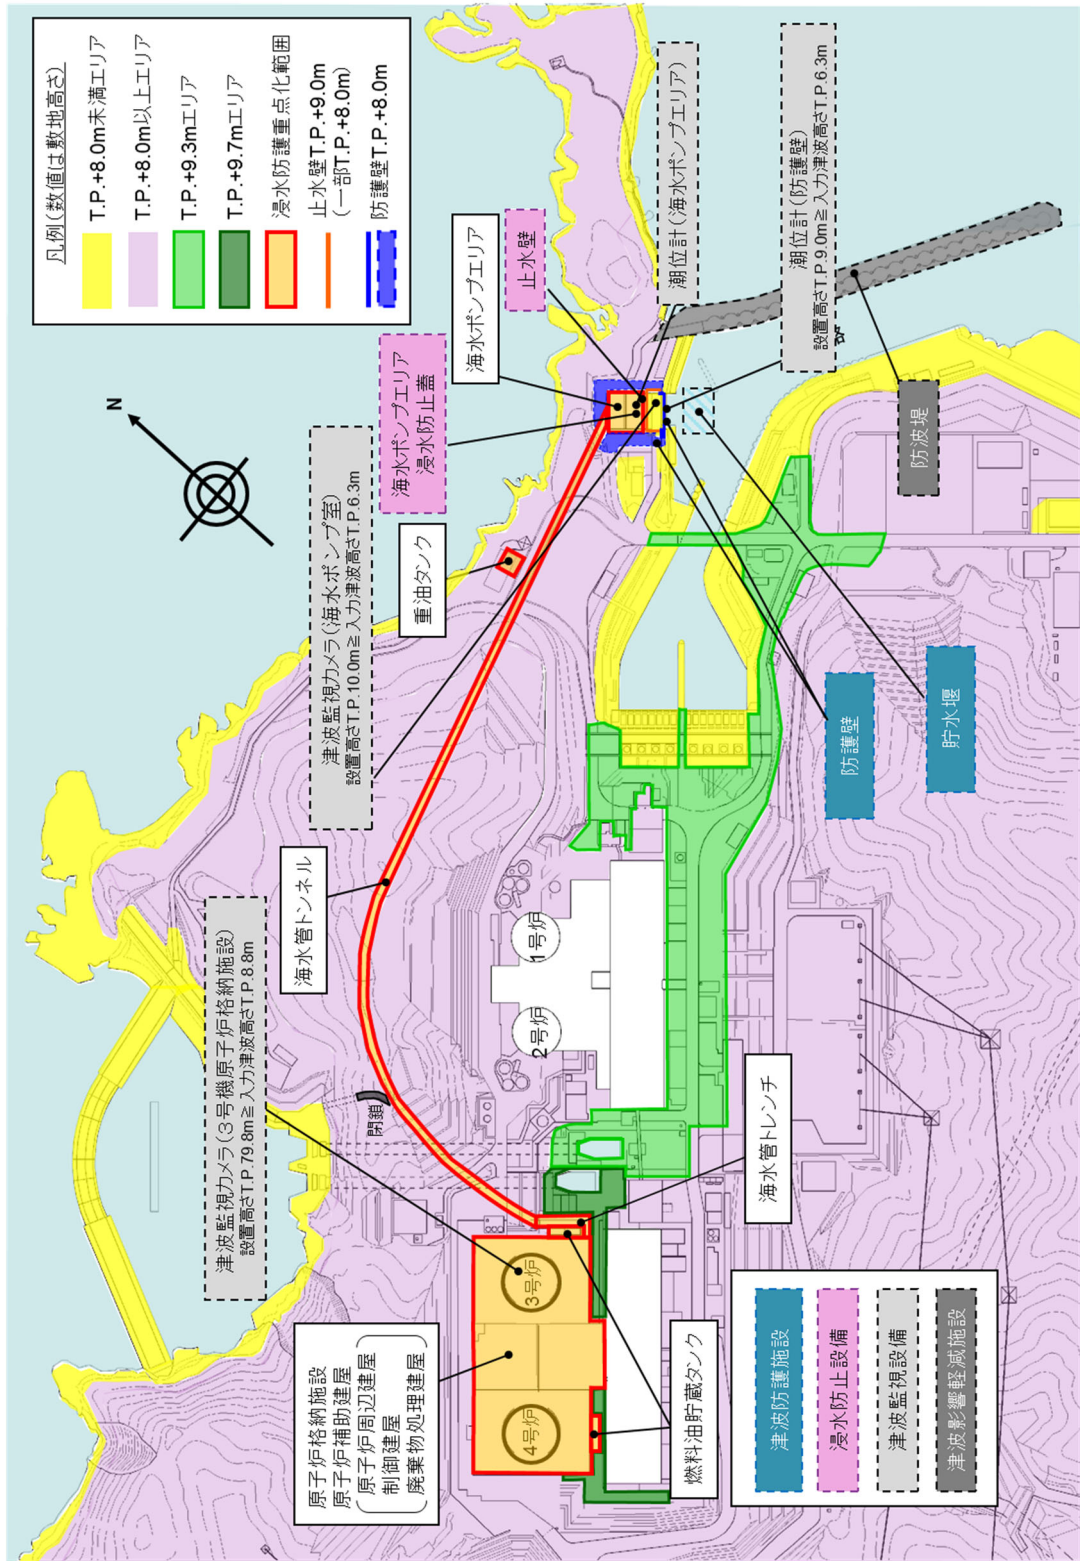 凡例(数値は敷地高さ)
T.P.+8.0m未満エリア
T.P.+8.0m以上エリア
T.P.+9.3mエリア
T.P.+9.7mエリア
浸水防護重点化範囲
止水壁T.P.+9.0m
(一部T.P.+8.0m)
防護壁T.P.+8.0m
N
津波監視カメラ(3号機原子炉格納施設)
設置高さT.P.79.8m≧入力津波高さT.P.8.8m
海水管トンネル
津波監視カメラ(海水ポンプ室)
設置高さT.P.10.0m≧入力津波高さT.P.6.3m
重油タンク
海水ポンプエリア
浸水防止蓋
海水ポンプエリア
止水壁
潮位計(海水ポンプエリア)
潮位計(防護壁)
設置高さT.P.9.0m≧入力津波高さT.P.6.3m
閉鎖
原子炉格納施設
原子炉補助建屋
原子炉周辺建屋
制御建屋
廃棄物処理建屋
4号炉
3号炉
2号炉
1号炉
燃料油貯蔵タンク
海水管トレンチ
防護壁
貯水堰
防波堤
津波防護施設
浸水防止設備
津波監視設備
津波影響軽減施設